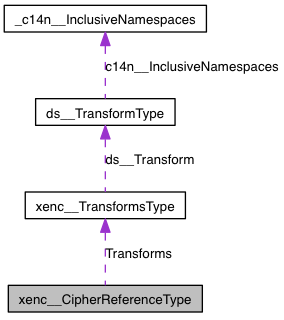 _c14n__InclusiveNamespaces
c14n__InclusiveNamespaces
ds__TransformType
ds__Transform
xenc__TransformsType
Transforms
xenc__CipherReferenceType